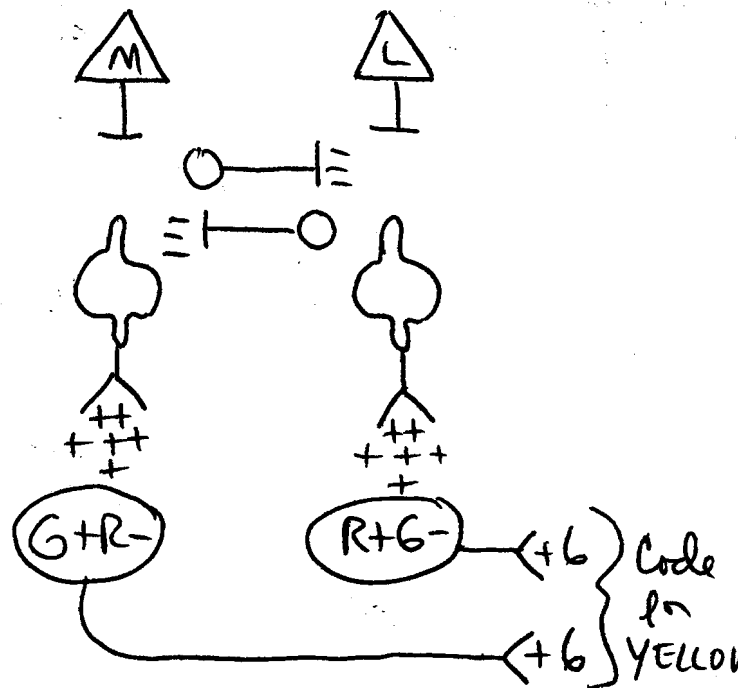 M L
++
+ ++
+
++
+ + +
+
G+R-
R+G-
+6
+6
Code
for
YELLOW